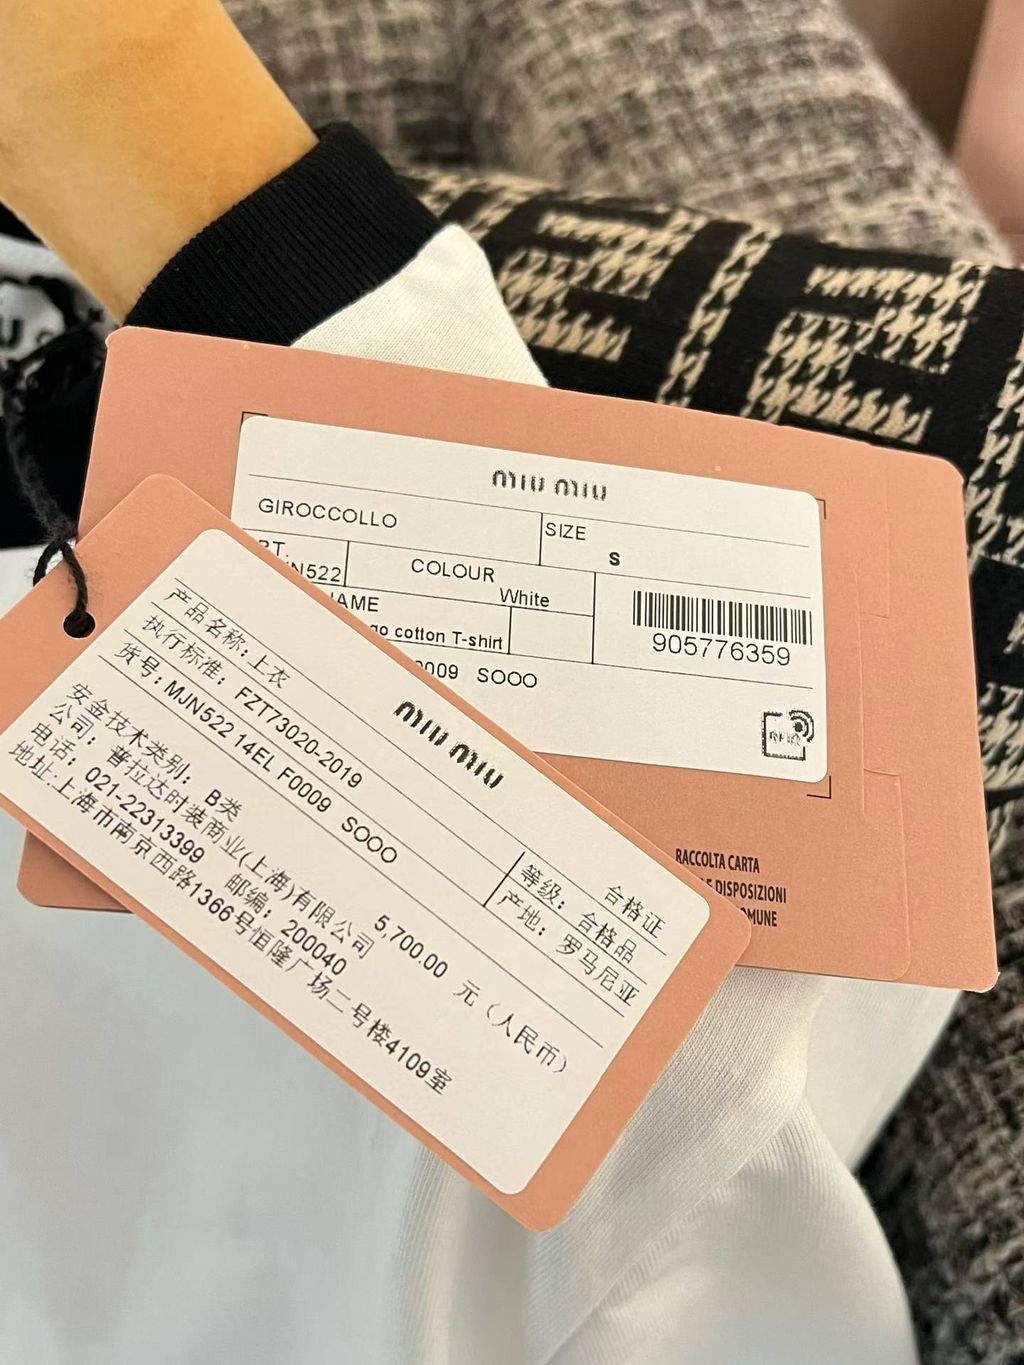 miu miu
GIROCCOLLO
SIZE
S
COLOUR
N522
White
NAME
go cotton T-shirt
905776359
0009 SOOO
RFID
RACCOLTA CARTA
E DISPOSIZIONI
miu miu
产品名称:上衣
执行标准: FZT73020-2019
货号:MJN522 14EL F0009 SOOO
安金技术类别: B类
公司: 普拉达时装商业(上海)有限公司
电话: 021-22313399 邮编: 200040
地址:上海市南京西路1366号恒隆广场二号楼4109室
合格证
等级: 合格品
产地: 罗马尼亚
5,700.00 元 (人民币)